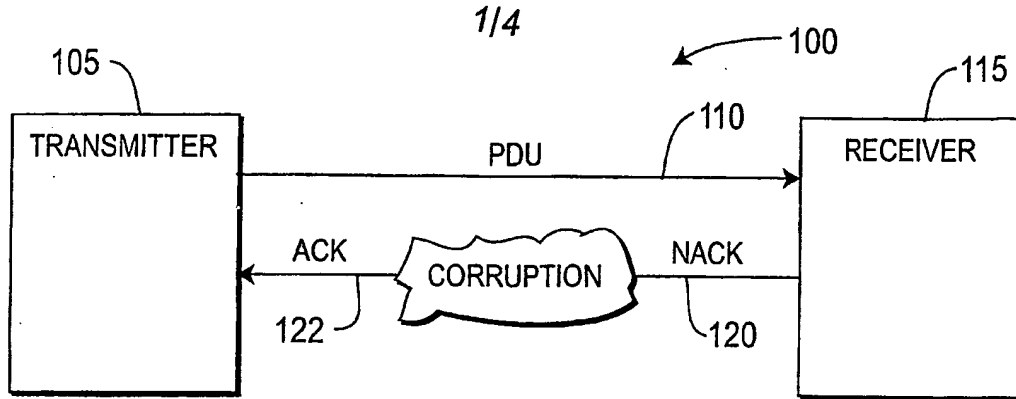 1/4
100
105
115
TRANSMITTER
110
RECEIVER
PDU
ACK
CORRUPTION
NACK
122
120